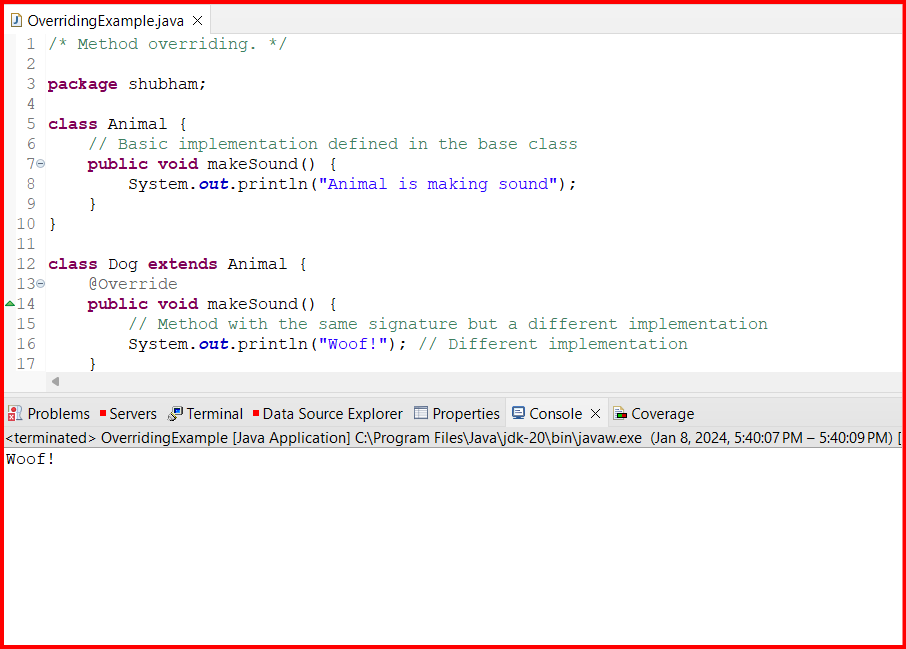 OverridingExample.java
1 /* Method overriding. */
2
3 package shubham;
4
5 class Animal {
6     // Basic implementation defined in the base class
7     public void makeSound() {
8         System.out.println("Animal is making sound");
9     }
10 }
11
12 class Dog extends Animal {
13     @Override
14     public void makeSound() {
15         // Method with the same signature but a different implementation
16         System.out.println("Woof!"); // Different implementation
17     }
Problems Servers Terminal Data Source Explorer Properties Console Coverage
<terminated> OverridingExample [Java Application] C:\Program Files\Java\jdk-20\bin\javaw.exe (Jan 8, 2024, 5:40:07 PM – 5:40:09 PM) [
Woof!